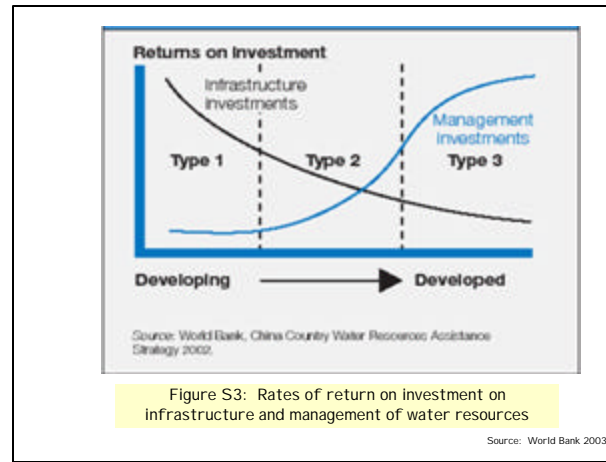 Returns on Investment
Infrastructure
investments
Management
Investments
Type 1
Type 2
Type 3
Developing
Developed
Source: World Bank, China Country Water Resources Assistance
Strategy 2002.
Figure S3: Rates of return on investment on
infrastructure and management of water resources
Source: World Bank 2003